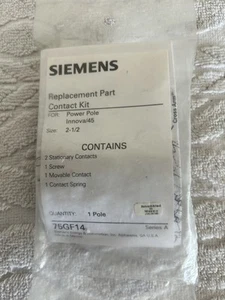 SIEMENS
Replacement Part
Contact Kit
FOR: Power Pole
Innova/45
Size: 2-1/2
CONTAINS
2 Stationary Contacts
1 Screw
1 Movable Contact
1 Contact Spring
QUANTITY: 1 Pole
75GF14
Series A